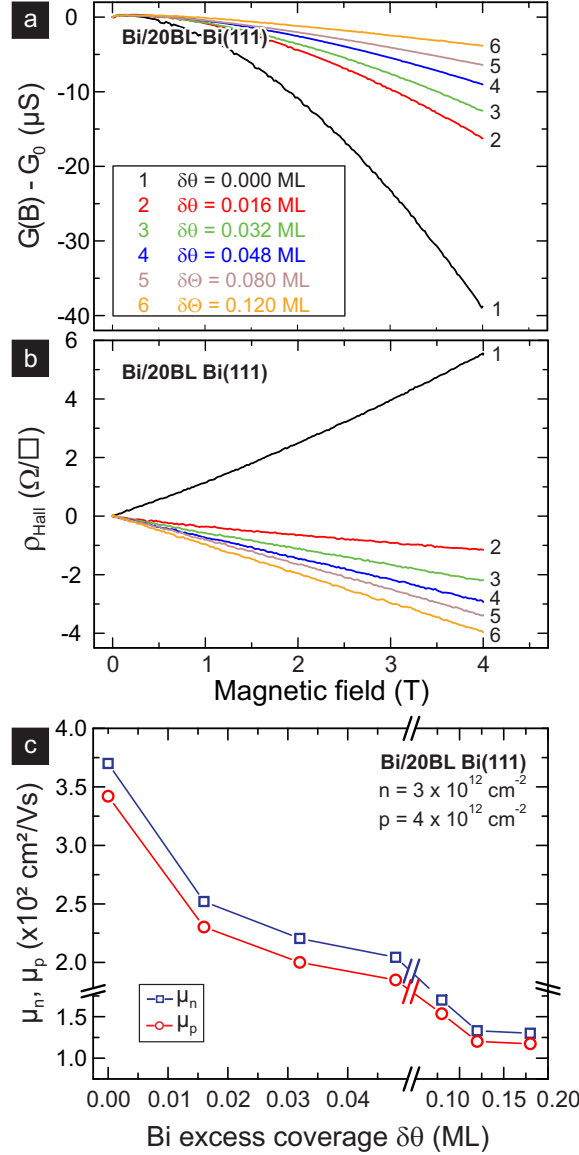 a
0
-10
-20
-30
-40
G(B) - G₀ (µS)
Bi/20BL Bi(111)
1 δθ = 0.000 ML
2 δθ = 0.016 ML
3 δθ = 0.032 ML
4 δθ = 0.048 ML
5 δΘ = 0.080 ML
6 δΘ = 0.120 ML
6
5
4
3
2
1
b
6
4
2
0
-2
-4
ρHall (Ω/□)
Bi/20BL Bi(111)
1
2
3
4
5
6
0 1 2 3 4
Magnetic field (T)
c
4.0
3.5
3.0
2.5
2.0
1.5
1.0
µn, µp (x10² cm²/Vs)
Bi/20BL Bi(111)
n = 3 x 10¹² cm⁻²
p = 4 x 10¹² cm⁻²
µn
µp
0.00 0.01 0.02 0.03 0.04 0.10 0.15 0.20
Bi excess coverage δθ (ML)